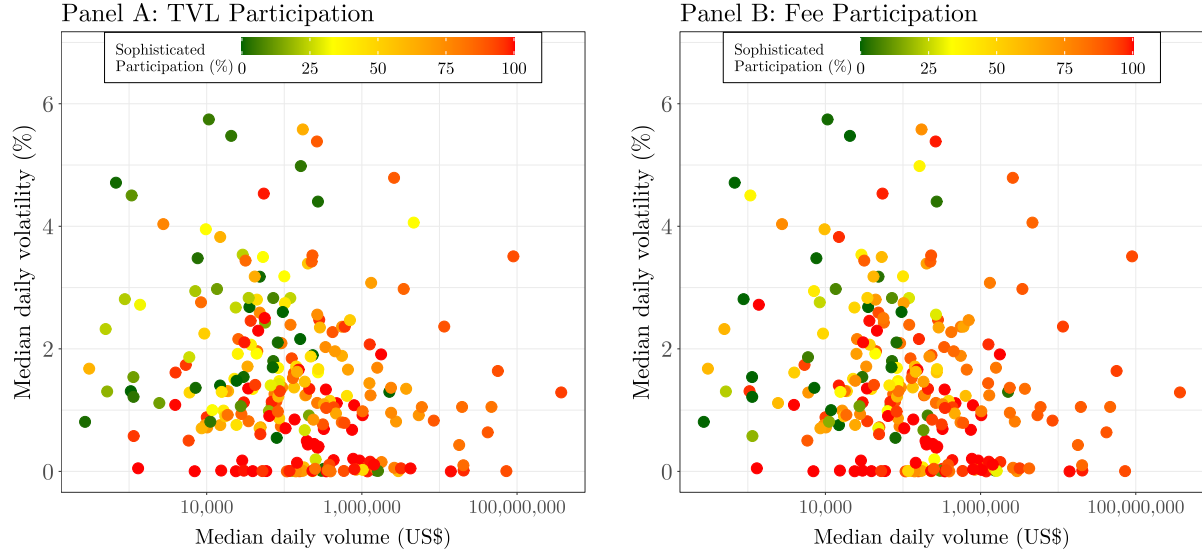 Panel A: TVL Participation
Sophisticated
Participation (%)
0 25 50 75 100
6
4
2
0
Median daily volatility (%)
10,000 1,000,000 100,000,000
Median daily volume (US$)
Panel B: Fee Participation
Sophisticated
Participation (%)
0 25 50 75 100
6
4
2
0
Median daily volatility (%)
10,000 1,000,000 100,000,000
Median daily volume (US$)